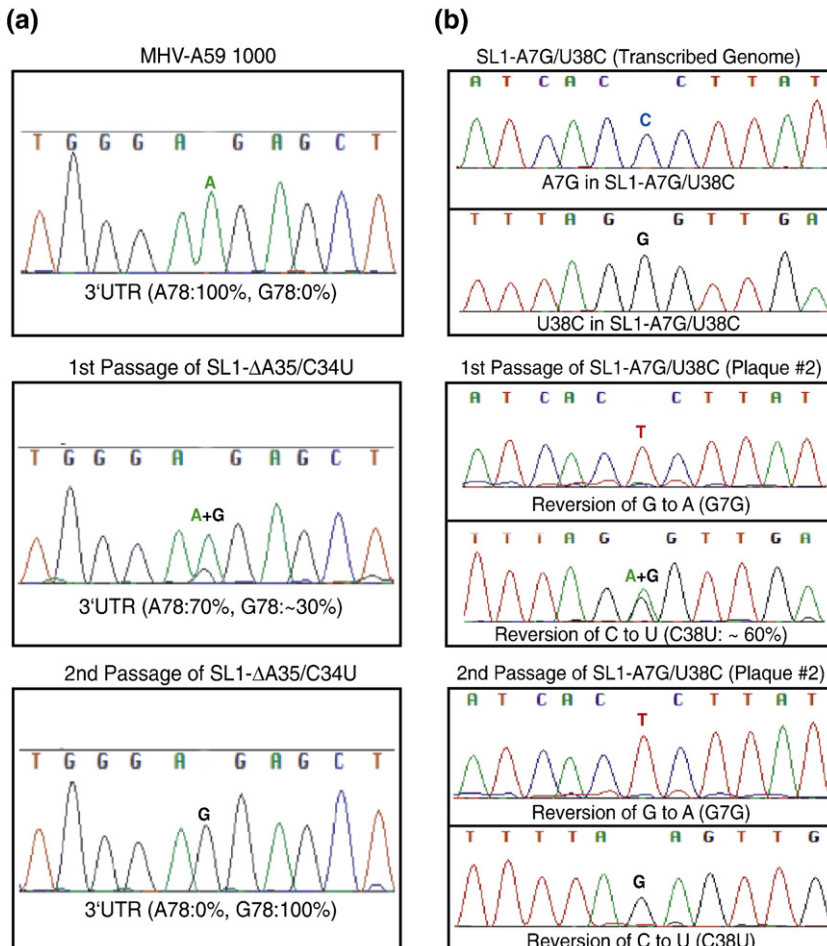 (a)
MHV-A59 1000
T G G G A G A G C T
A
3'UTR (A78:100%, G78:0%)
1st Passage of SL1-ΔA35/C34U
T G G G A G A G C T
A+G
3'UTR (A78:70%, G78:~30%)
2nd Passage of SL1-ΔA35/C34U
T G G G A G A G C T
G
3'UTR (A78:0%, G78:100%)
(b)
SL1-A7G/U38C (Transcribed Genome)
A T C A C C T T A T
C
A7G in SL1-A7G/U38C
T T T A G G T T G A
G
U38C in SL1-A7G/U38C
1st Passage of SL1-A7G/U38C (Plaque #2)
A T C A C C T T A T
T
Reversion of G to A (G7G)
T T T A G G T T G A
A+G
Reversion of C to U (C38U: ~ 60%)
2nd Passage of SL1-A7G/U38C (Plaque #2)
A T C A C C T T A T
T
Reversion of G to A (G7G)
T T T T A A G T T G
G
Reversion of C to U (C38U)